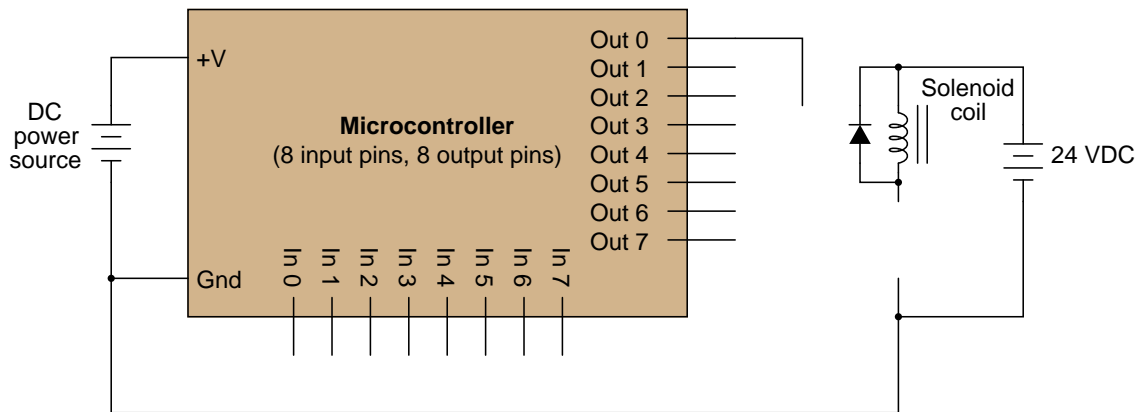 DC
power
source
+V
Gnd
Microcontroller
(8 input pins, 8 output pins)
Out 0
Out 1
Out 2
Out 3
Out 4
Out 5
Out 6
Out 7
In 0
In 1
In 2
In 3
In 4
In 5
In 6
In 7
Solenoid
coil
24 VDC